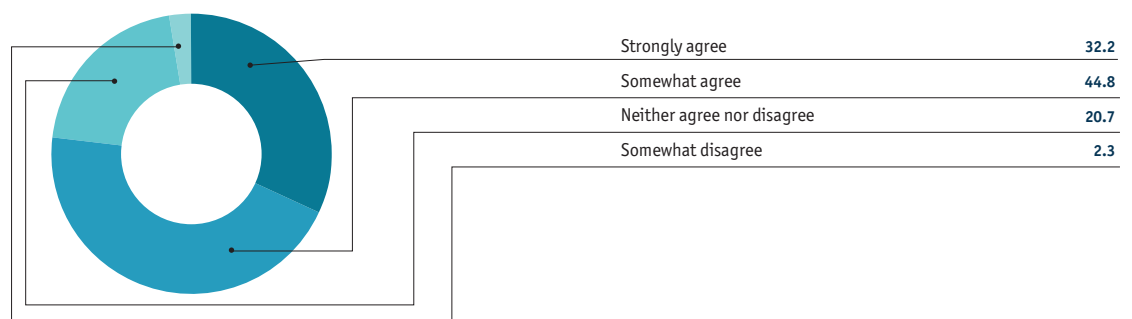 Strongly agree 32.2
Somewhat agree 44.8
Neither agree nor disagree 20.7
Somewhat disagree 2.3